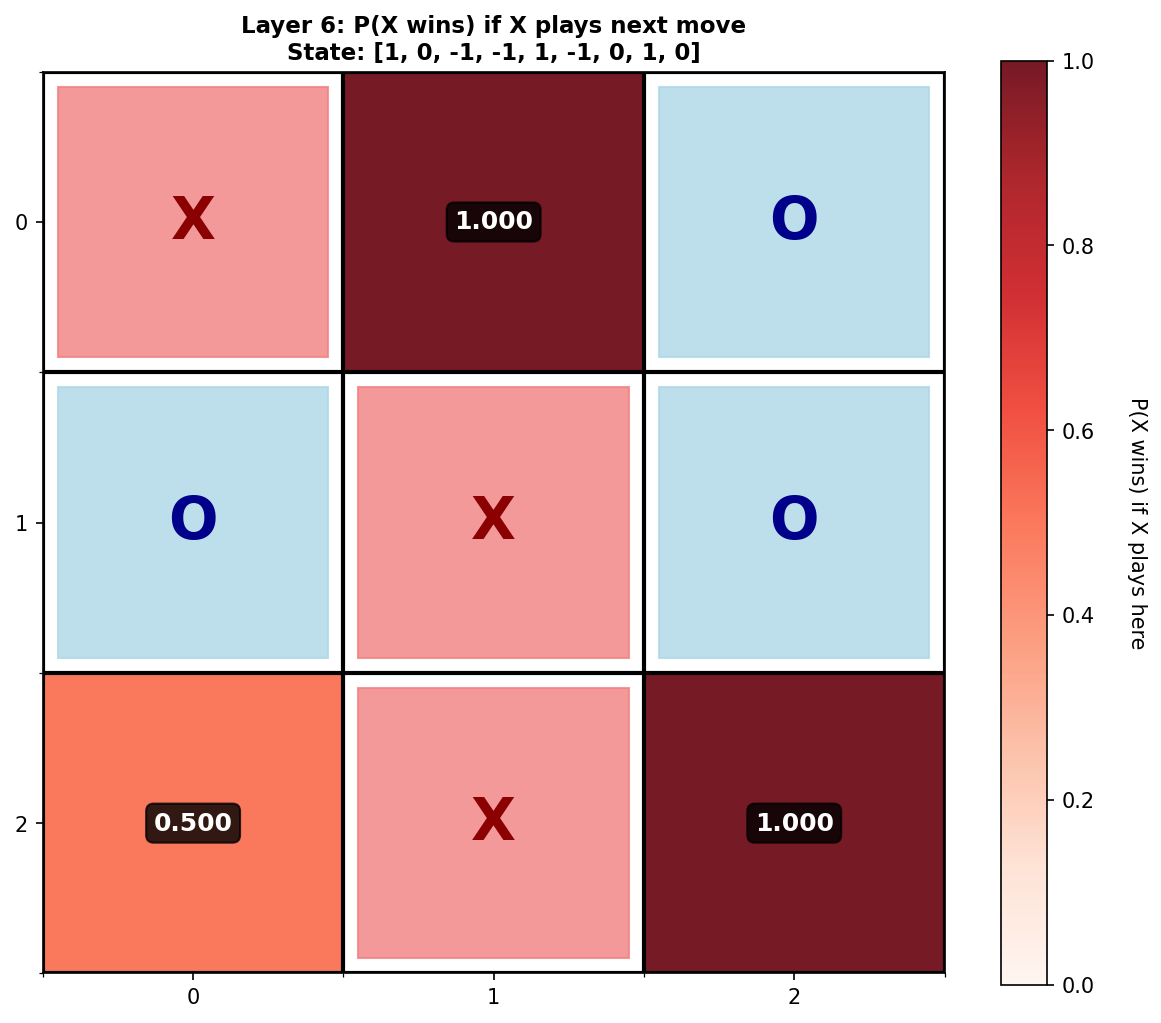 Layer 6: P(X wins) if X plays next move
State: [1, 0, -1, -1, 1, -1, 0, 1, 0]
0 X 1.000 O
1 O X O
2 0.500 X 1.000
0 1 2
1.0
0.8
0.6
0.4
0.2
0.0
P(X wins) if X plays here